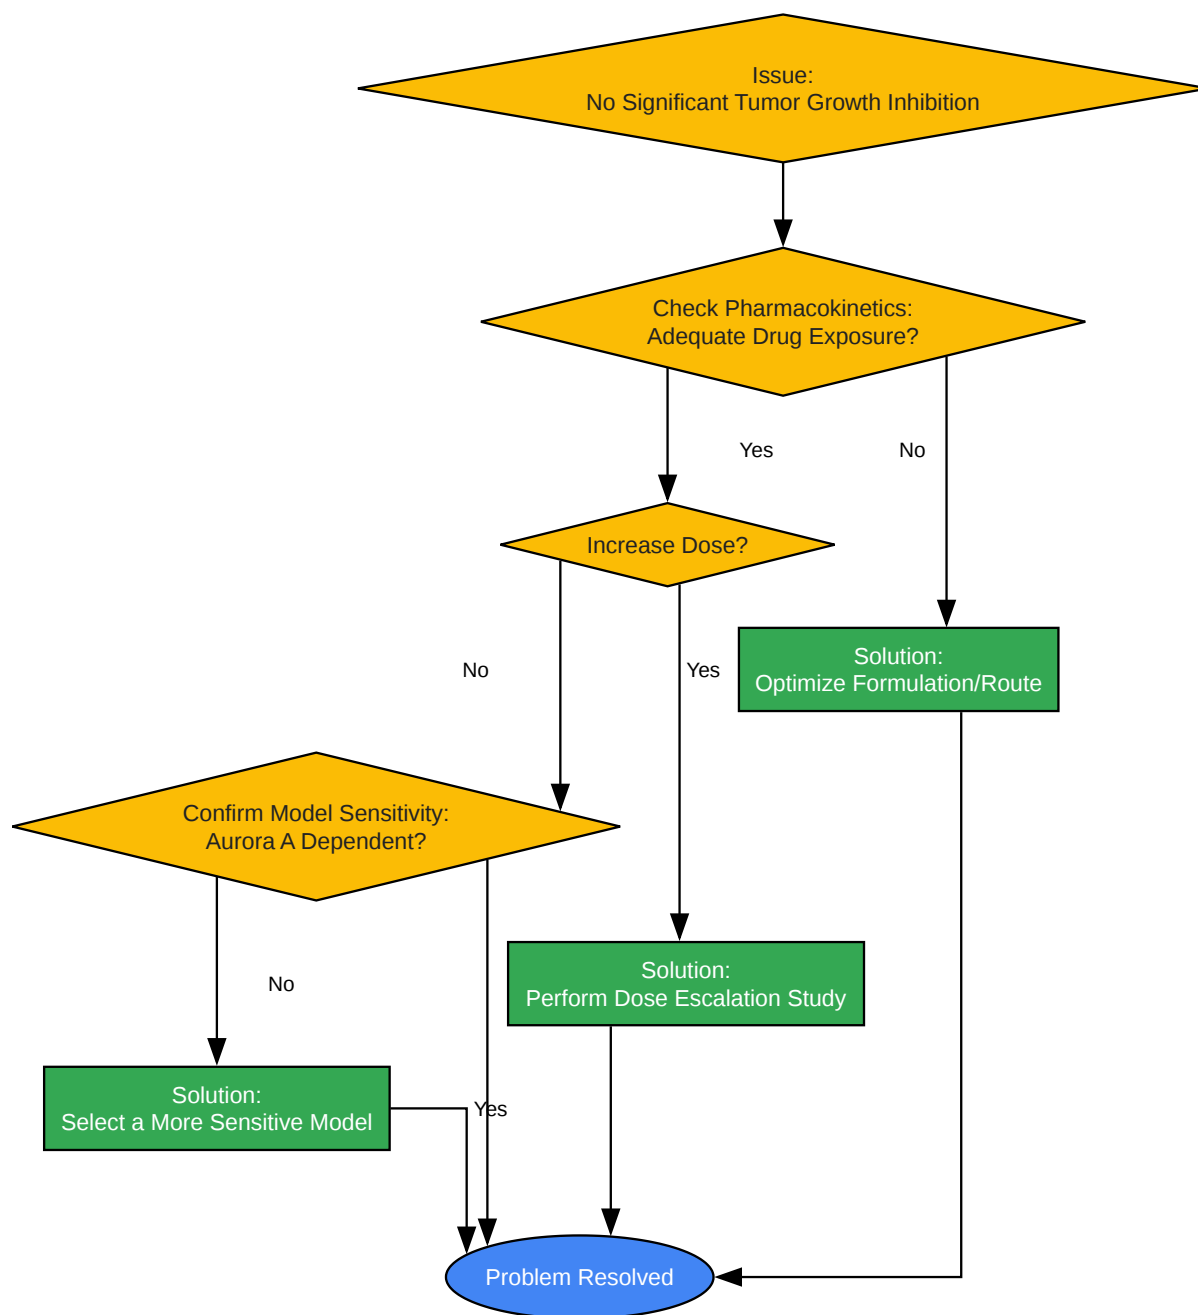 Issue:
No Significant Tumor Growth Inhibition
Check Pharmacokinetics:
Adequate Drug Exposure?
Yes
No
Increase Dose?
No
Yes
Solution:
Optimize Formulation/Route
Confirm Model Sensitivity:
Aurora A Dependent?
No
Solution:
Perform Dose Escalation Study
Solution:
Select a More Sensitive Model
Yes
Problem Resolved